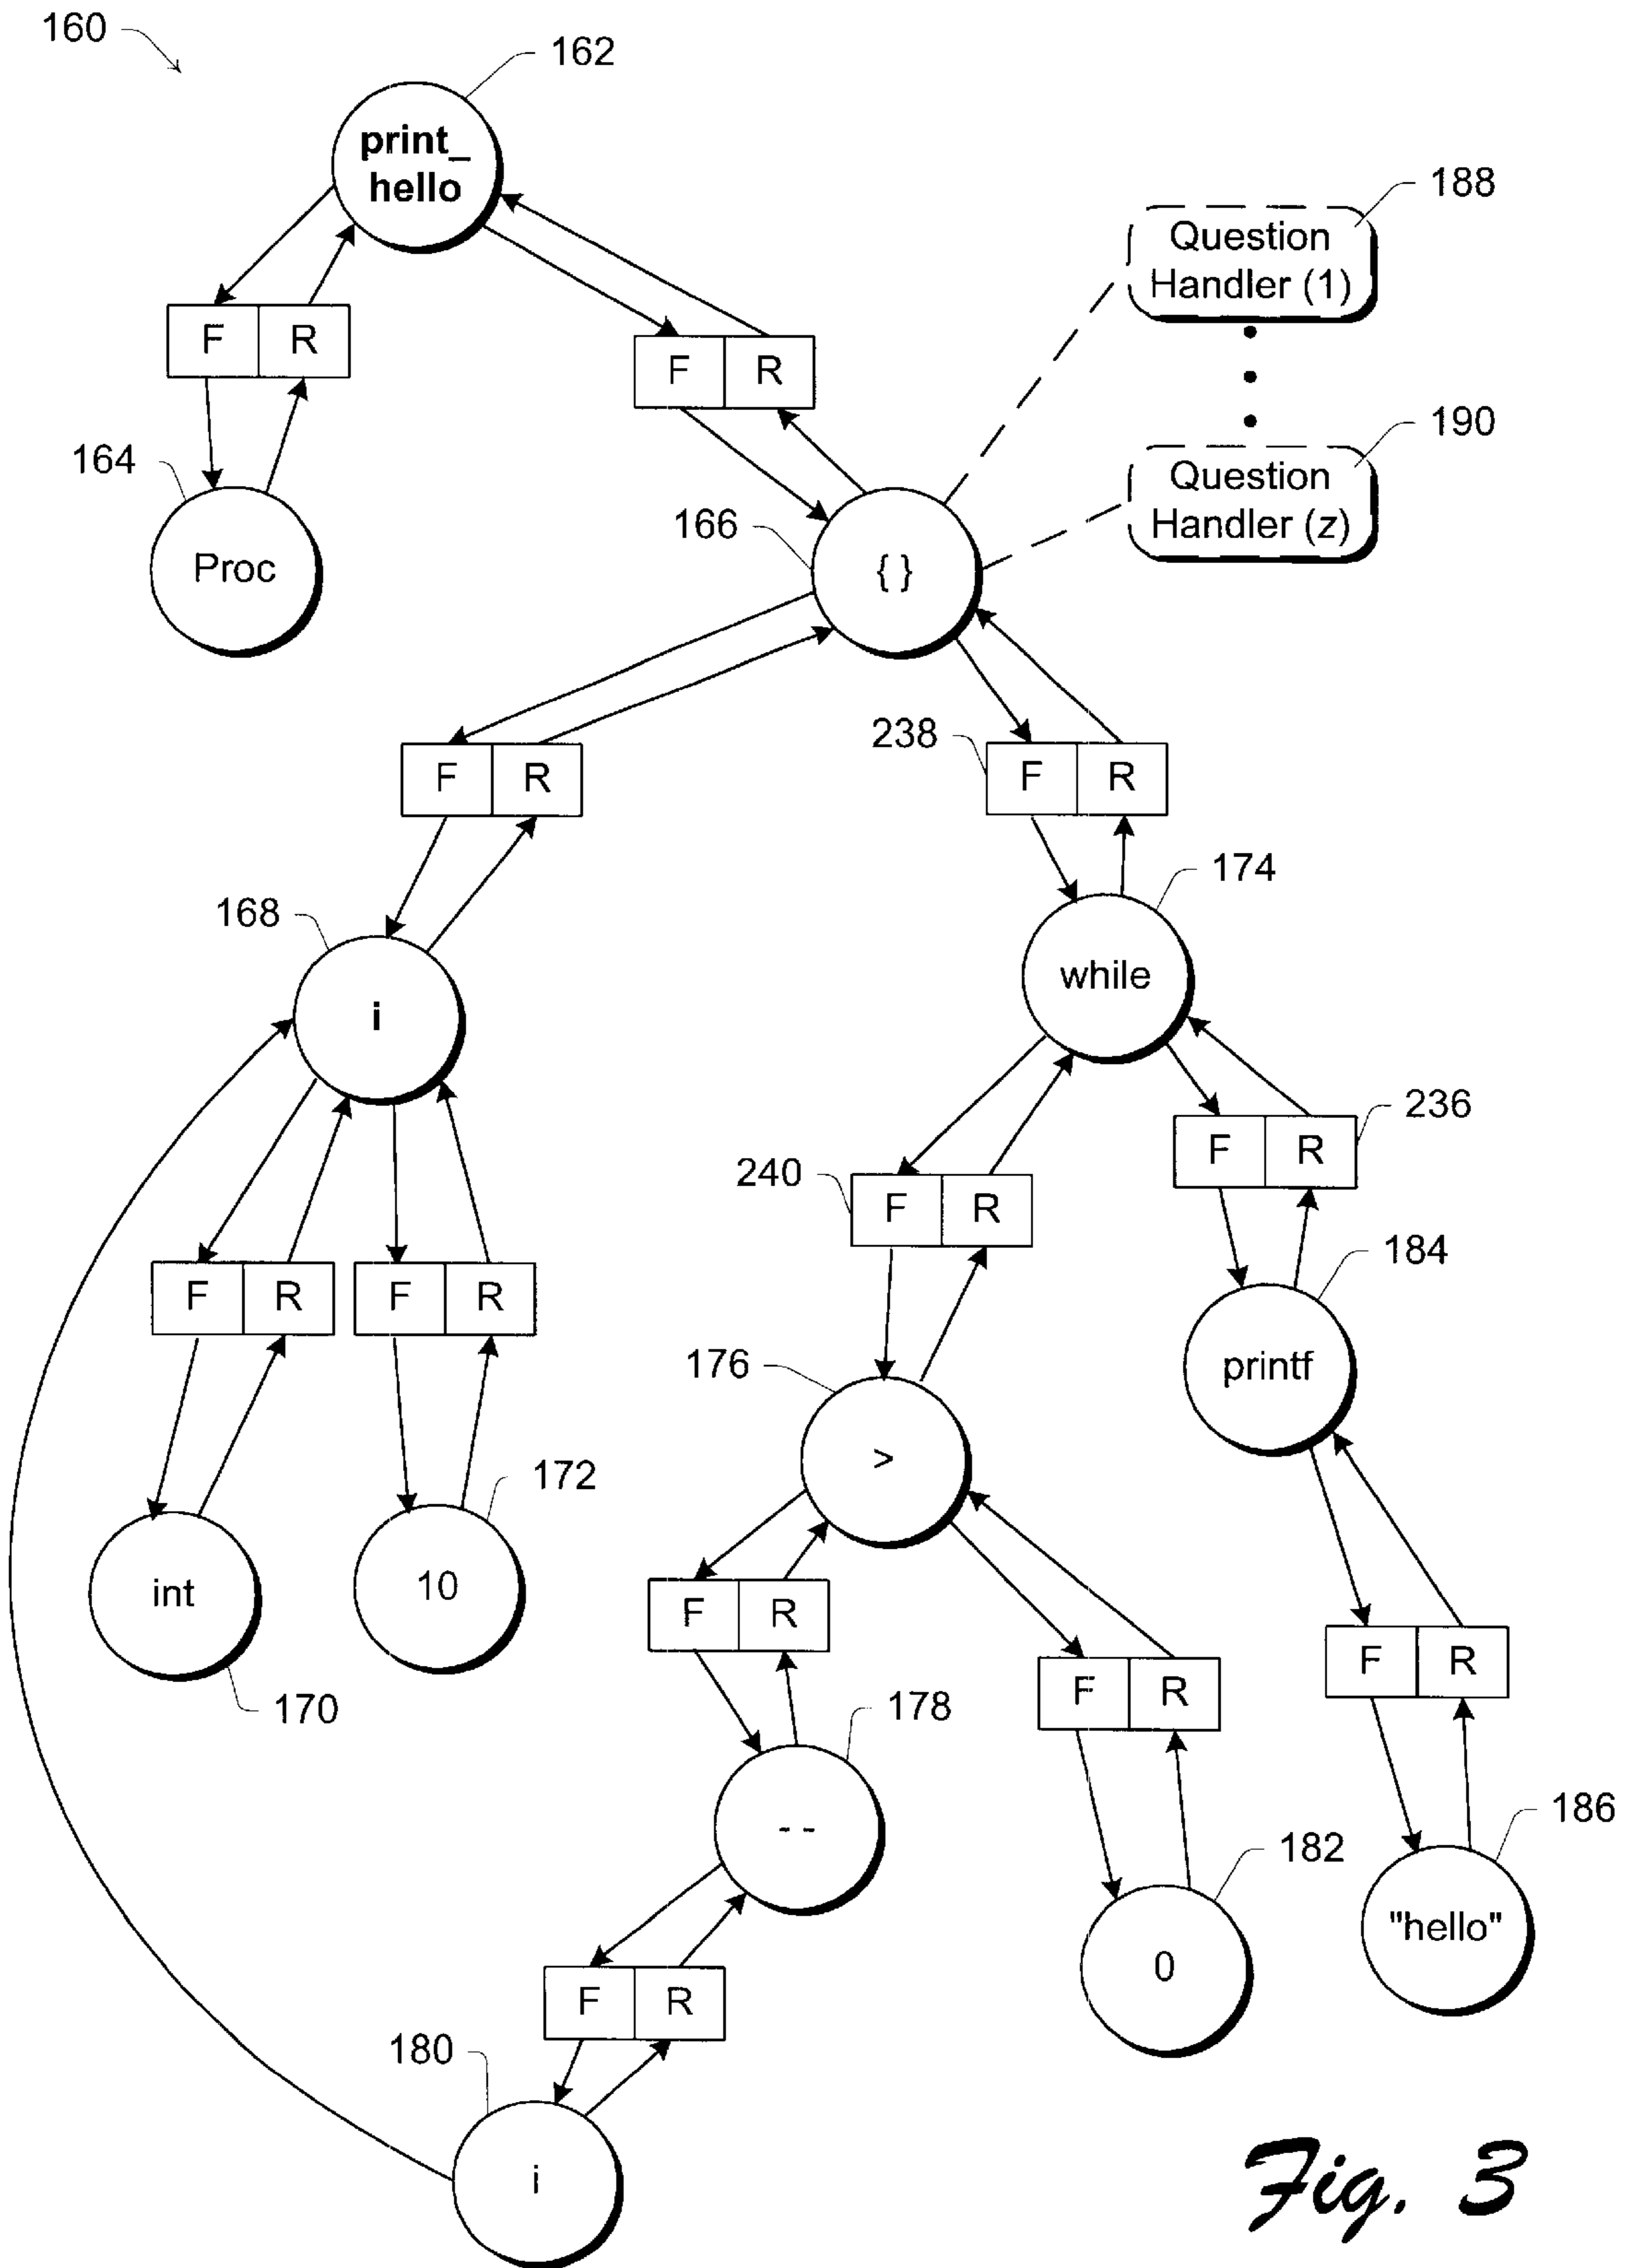 160
162
print_
hello
188
Question
Handler (1)
F R
F R
190
Question
Handler (z)
164
Proc
166
{ }
238
F R
F R
168
i
174
while
236
F R
240
F R
184
printf
F R
F R
176
>
172
10
int
170
F R
F R
F R
178
- -
186
"hello"
182
0
F R
180
i
Fig. 3